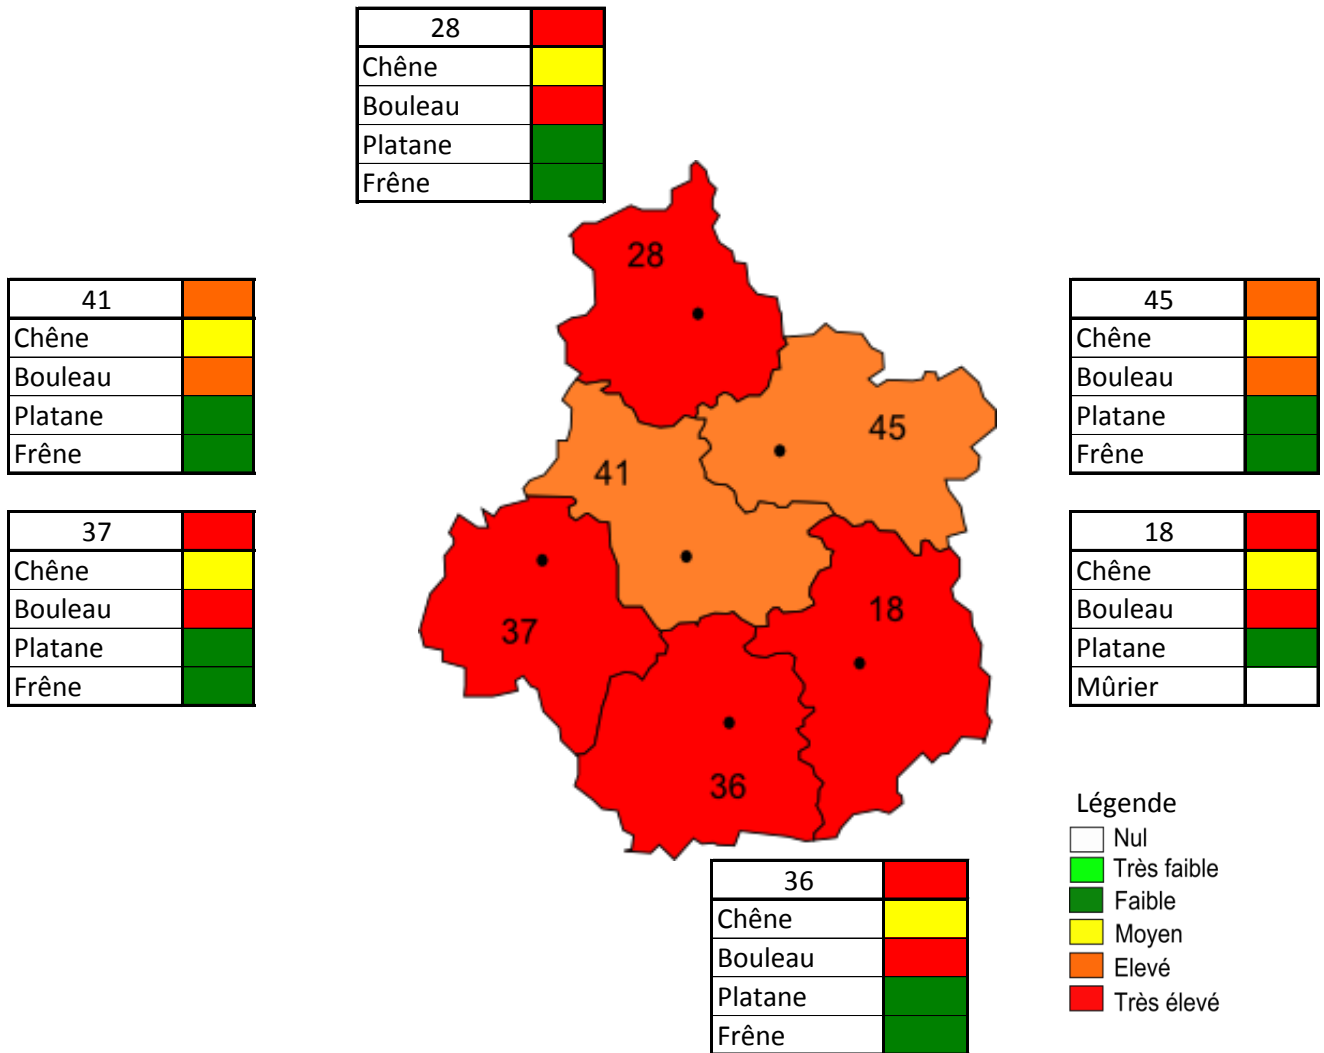 28
Chêne
Bouleau
Platane
Frêne
28
41
Chêne
Bouleau
Platane
Frêne
45
Chêne
Bouleau
Platane
Frêne
45
41
37
Chêne
Bouleau
Platane
Frêne
18
Chêne
Bouleau
Platane
Mûrier
18
37
36
Légende
Nul
Très faible
Faible
Moyen
Elevé
Très élevé
36
Chêne
Bouleau
Platane
Frêne